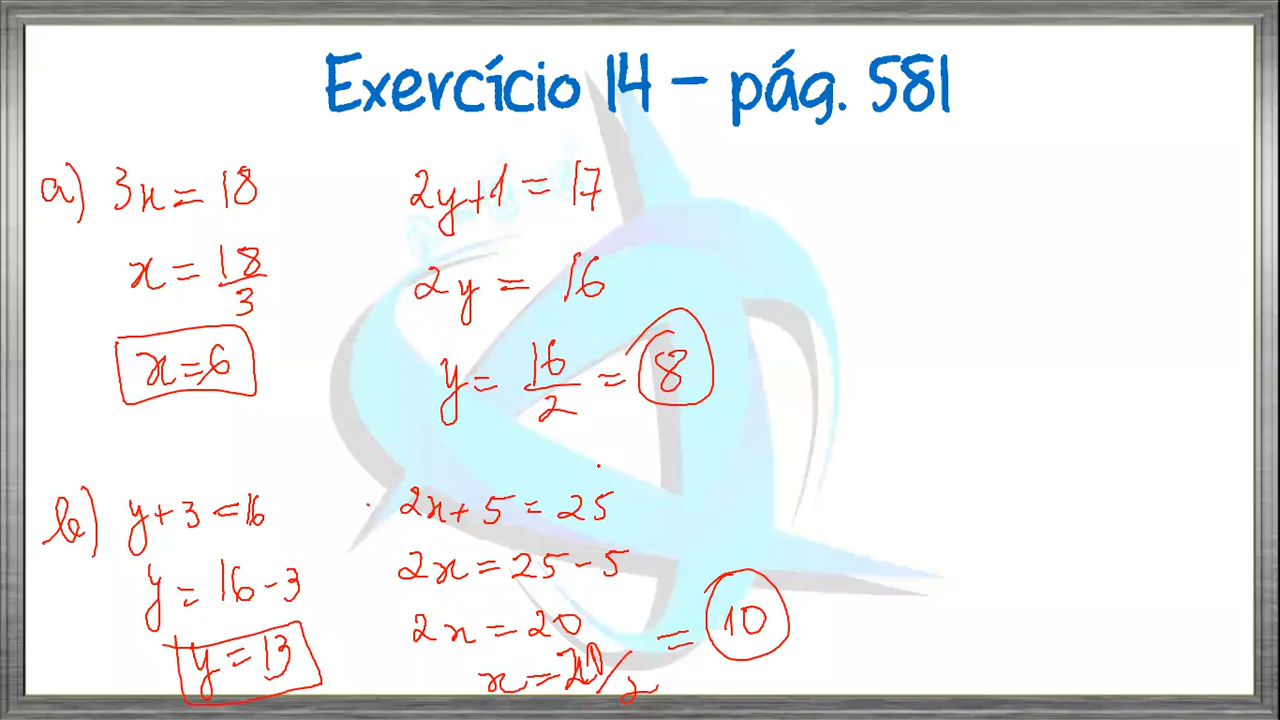 Exercício 14 - pág. 581
a) 3x = 18
x = 18/3
x = 6
2y + 1 = 17
2y = 16
y = 16/2 = 8
b) y + 3 = 16
y = 16 - 3
y = 13
2x + 5 = 25
2x = 25 - 5
2x = 20
x = 20/2 = 10